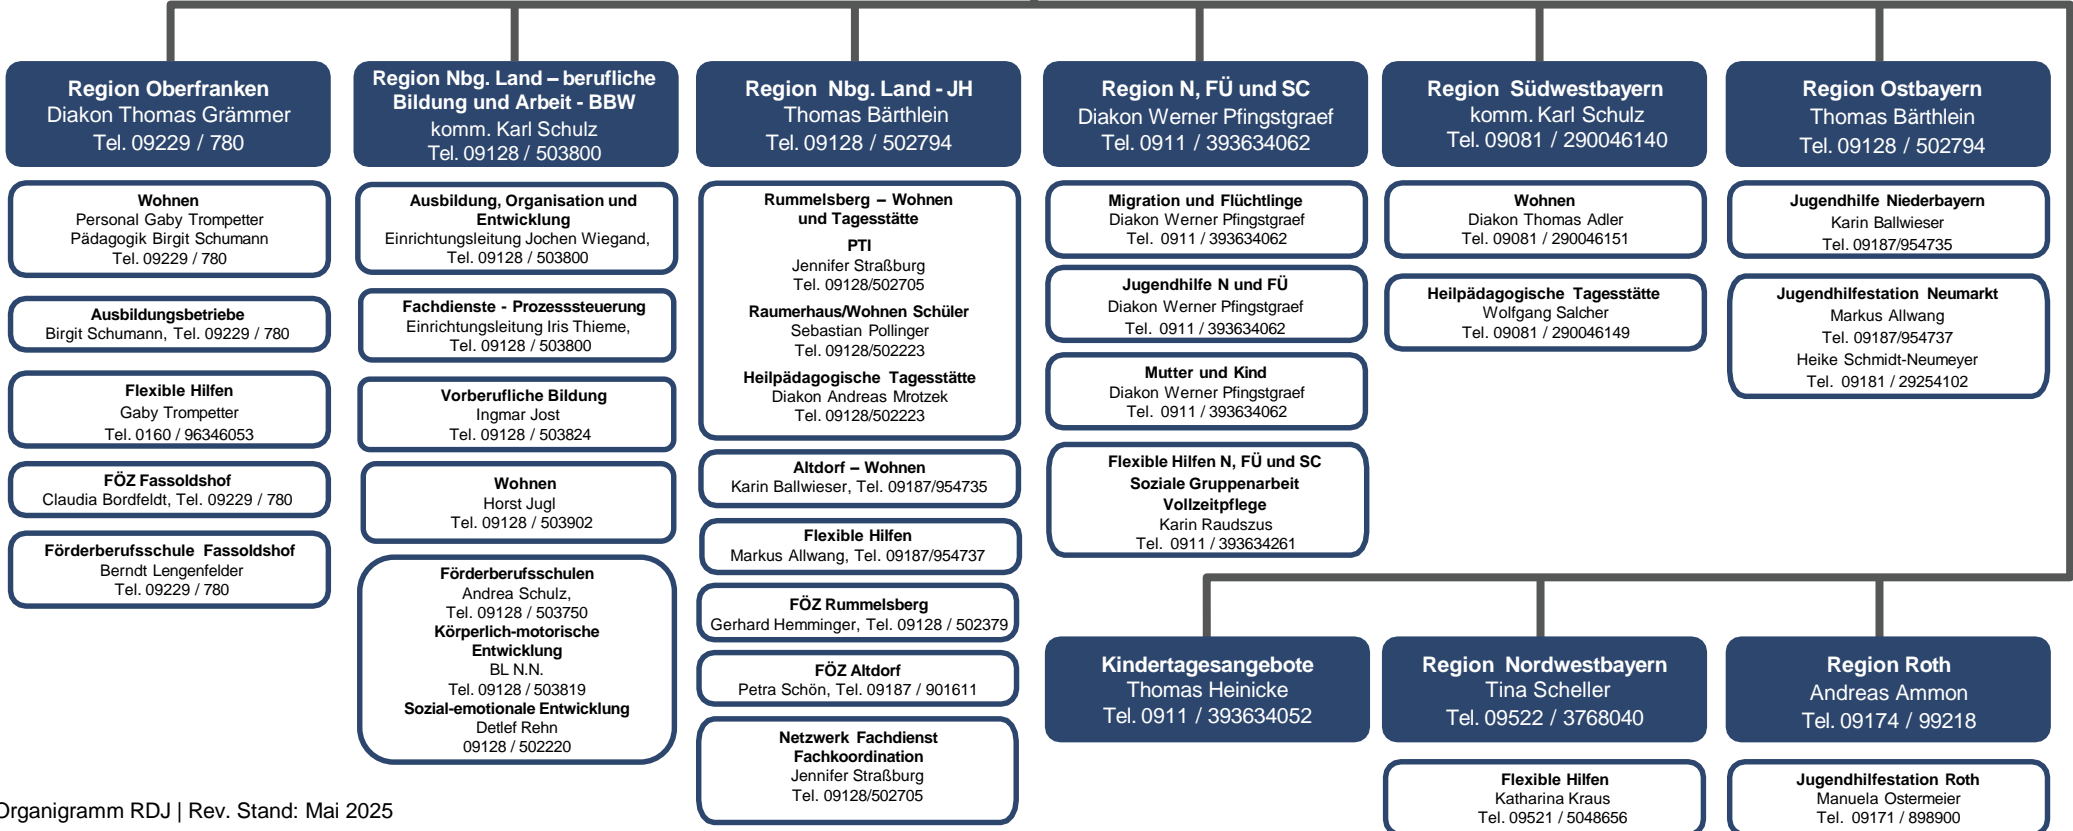 Region Oberfranken
Diakon Thomas Grämmer
Tel. 09229 / 780
Wohnen
Personal Gaby Trompetter
Pädagogik Birgit Schumann
Tel. 09229 / 780
Ausbildungsbetriebe
Birgit Schumann, Tel. 09229 / 780
Flexible Hilfen
Gaby Trompetter
Tel. 0160 / 96346053
FÖZ Fassoldshof
Claudia Bordfeldt, Tel. 09229 / 780
Förderberufsschule Fassoldshof
Berndt Lengenfelder
Tel. 09229 / 780
Region Nbg. Land – berufliche
Bildung und Arbeit - BBW
komm. Karl Schulz
Tel. 09128 / 503800
Ausbildung, Organisation und
Entwicklung
Einrichtungsleitung Jochen Wiegand,
Tel. 09128 / 503800
Fachdienste - Prozesssteuerung
Einrichtungsleitung Iris Thieme,
Tel. 09128 / 503800
Vorberufliche Bildung
Ingmar Jost
Tel. 09128 / 503824
Wohnen
Horst Jugl
Tel. 09128 / 503902
Förderberufsschulen
Andrea Schulz,
Tel. 09128 / 503750
Körperlich-motorische
Entwicklung
BL N.N.
Tel. 09128 / 503819
Sozial-emotionale Entwicklung
Detlef Rehn
09128 / 502220
Region Nbg. Land - JH
Thomas Bärthlein
Tel. 09128 / 502794
Rummelsberg – Wohnen
und Tagesstätte
PTI
Jennifer Straßburg
Tel. 09128/502705
Raumerhaus/Wohnen Schüler
Sebastian Pollinger
Tel. 09128/502223
Heilpädagogische Tagesstätte
Diakon Andreas Mrotzek
Tel. 09128/502223
Altdorf – Wohnen
Karin Ballwieser, Tel. 09187/954735
Flexible Hilfen
Markus Allwang, Tel. 09187/954737
FÖZ Rummelsberg
Gerhard Hemminger, Tel. 09128 / 502379
FÖZ Altdorf
Petra Schön, Tel. 09187 / 901611
Netzwerk Fachdienst
Fachkoordination
Jennifer Straßburg
Tel. 09128/502705
Region N, FÜ und SC
Diakon Werner Pfingstgraef
Tel. 0911 / 393634062
Migration und Flüchtlinge
Diakon Werner Pfingstgraef
Tel. 0911 / 393634062
Jugendhilfe N und FÜ
Diakon Werner Pfingstgraef
Tel. 0911 / 393634062
Mutter und Kind
Diakon Werner Pfingstgraef
Tel. 0911 / 393634062
Flexible Hilfen N, FÜ und SC
Soziale Gruppenarbeit
Vollzeitpflege
Karin Raudszus
Tel. 0911 / 393634261
Region Südwestbayern
komm. Karl Schulz
Tel. 09081 / 290046140
Wohnen
Diakon Thomas Adler
Tel. 09081 / 290046151
Heilpädagogische Tagesstätte
Wolfgang Salcher
Tel. 09081 / 290046149
Region Ostbayern
Thomas Bärthlein
Tel. 09128 / 502794
Jugendhilfe Niederbayern
Karin Ballwieser
Tel. 09187/954735
Jugendhilfestation Neumarkt
Markus Allwang
Tel. 09187/954737
Heike Schmidt-Neumeyer
Tel. 09181 / 29254102
Kindertagesangebote
Thomas Heinicke
Tel. 0911 / 393634052
Region Nordwestbayern
Tina Scheller
Tel. 09522 / 3768040
Flexible Hilfen
Katharina Kraus
Tel. 09521 / 5048656
Region Roth
Andreas Ammon
Tel. 09174 / 99218
Jugendhilfestation Roth
Manuela Ostermeier
Tel. 09171 / 898900
Organigramm RDJ | Rev. Stand: Mai 2025